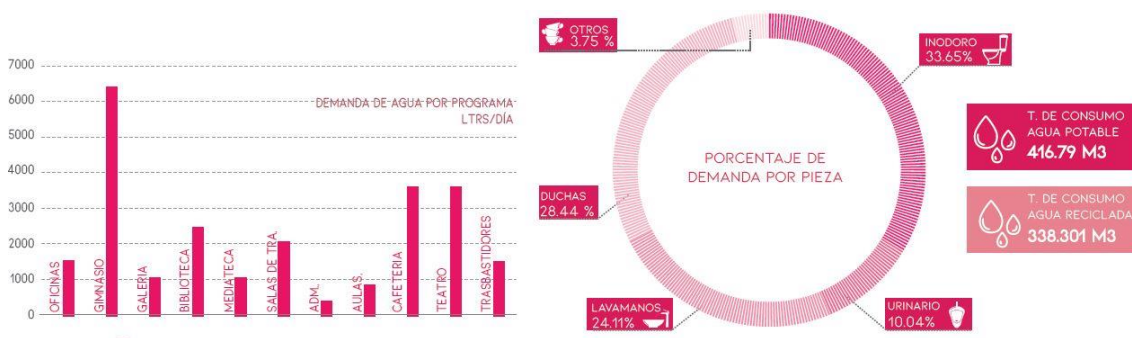 7000
6000
5000
4000
3000
2000
1000
0
DEMANDA DE AGUA POR PROGRAMA
LTRS/DÍA
OFICINAS
GIMNASIO
GALERIA
BIBLIOTECA
MEDIATECA
SALAS DE TRA.
ADM.
AULAS.
CAFETERIA
TEATRO
TRASBASTIDORES
OTROS
3.75 %
INODORO
33.65%
PORCENTAJE DE
DEMANDA POR PIEZA
DUCHAS
28.44 %
LAVAMANOS
24.11%
URINARIO
10.04%
T. DE CONSUMO
AGUA POTABLE
416.79 M3
T. DE CONSUMO
AGUA RECICLADA
338.301 M3